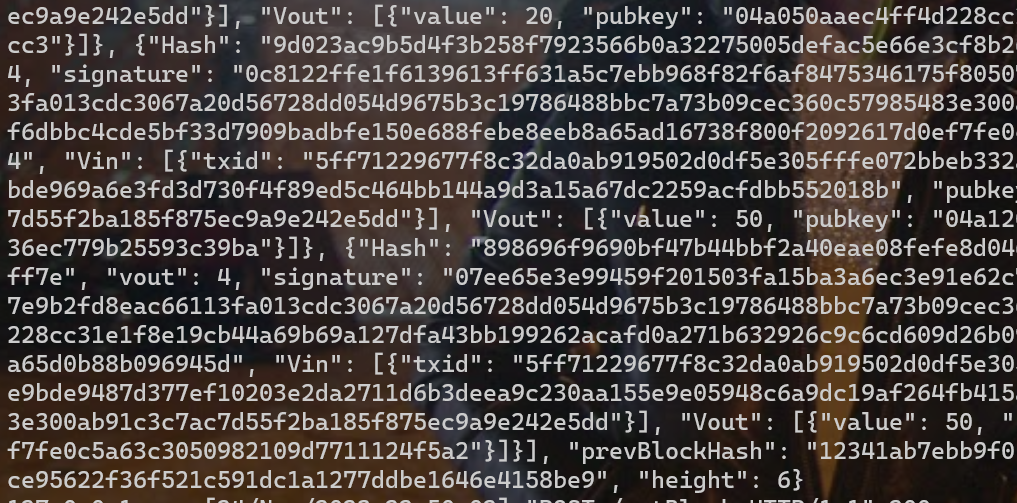 ec9a9e242e5dd"}], "Vout": [{"value": 20, "pubkey": "04a050aaec4ff4d228cc
cc3"}]}, {"Hash": "9d023ac9b5d4f3b258f7923566b0a32275005defac5e66e3cf8b2
4, "signature": "0c8122ffe1f6139613ff631a5c7ebb968f82f6af8475346175f8050
3fa013cdc3067a20d56728dd054d9675b3c19786488bbc7a73b09cec360c57985483e300
f6dbbc4cde5bf33d7909badbfe150e688febe8eeb8a65ad16738f800f2092617d0ef7fe0
4", "Vin": [{"txid": "5ff71229677f8c32da0ab919502d0df5e305fffe072bbeb332
bde969a6e3fd3d730f4f89ed5c464bb144a9d3a15a67dc2259acfdbb552018b", "pubke
7d55f2ba185f875ec9a9e242e5dd"}], "Vout": [{"value": 50, "pubkey": "04a12
36ec779b25593c39ba"}]}, {"Hash": "898696f9690bf47b44bbf2a40eae08fefe8d04
ff7e", "vout": 4, "signature": "07ee65e3e99459f201503fa15ba3a6ec3e91e62c
7e9b2fd8eac66113fa013cdc3067a20d56728dd054d9675b3c19786488bbc7a73b09cec3
228cc31e1f8e19cb44a69b69a127dfa43bb199262acafd0a271b632926c9c6cd609d26b0
a65d0b88b096945d", "Vin": [{"txid": "5ff71229677f8c32da0ab919502d0df5e30
e9bde9487d377ef10203e2da2711d6b3deea9c230aa155e9e05948c6a9dc19af264fb415
3e300ab91c3c7ac7d55f2ba185f875ec9a9e242e5dd"}], "Vout": [{"value": 50,
f7fe0c5a63c3050982109d7711124f5a2"}]}], "prevBlockHash": "12341ab7ebb9f0
ce95622f36f521c591dc1a1277ddbe1646e4158be9", "height": 6}